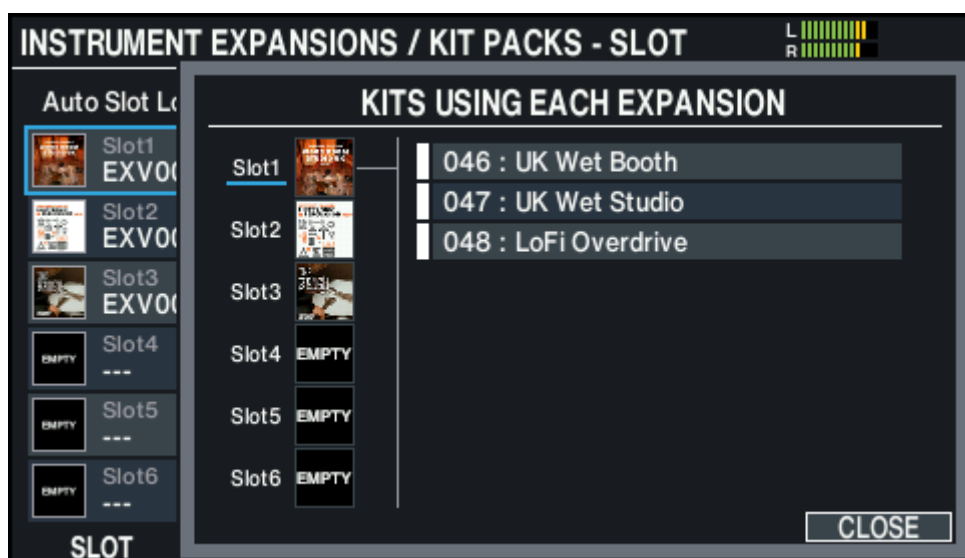 INSTRUMENT EXPANSIONS / KIT PACKS - SLOT
L
R
Auto Slot Lo
Slot1
EXV00
Slot2
EXV00
Slot3
EXV00
EMPTY
Slot4
---
EMPTY
Slot5
---
EMPTY
Slot6
---
SLOT
KITS USING EACH EXPANSION
Slot1
Slot2
Slot3
Slot4 EMPTY
Slot5 EMPTY
Slot6 EMPTY
046 : UK Wet Booth
047 : UK Wet Studio
048 : LoFi Overdrive
CLOSE